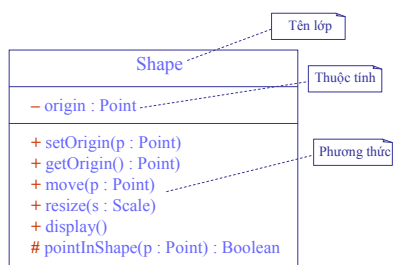 Tên lớp
Shape
Thuộc tính
– origin : Point
+ setOrigin(p : Point)
+ getOrigin() : Point)
Phương thức
+ move(p : Point)
+ resize(s : Scale)
+ display()
# pointInShape(p : Point) : Boolean